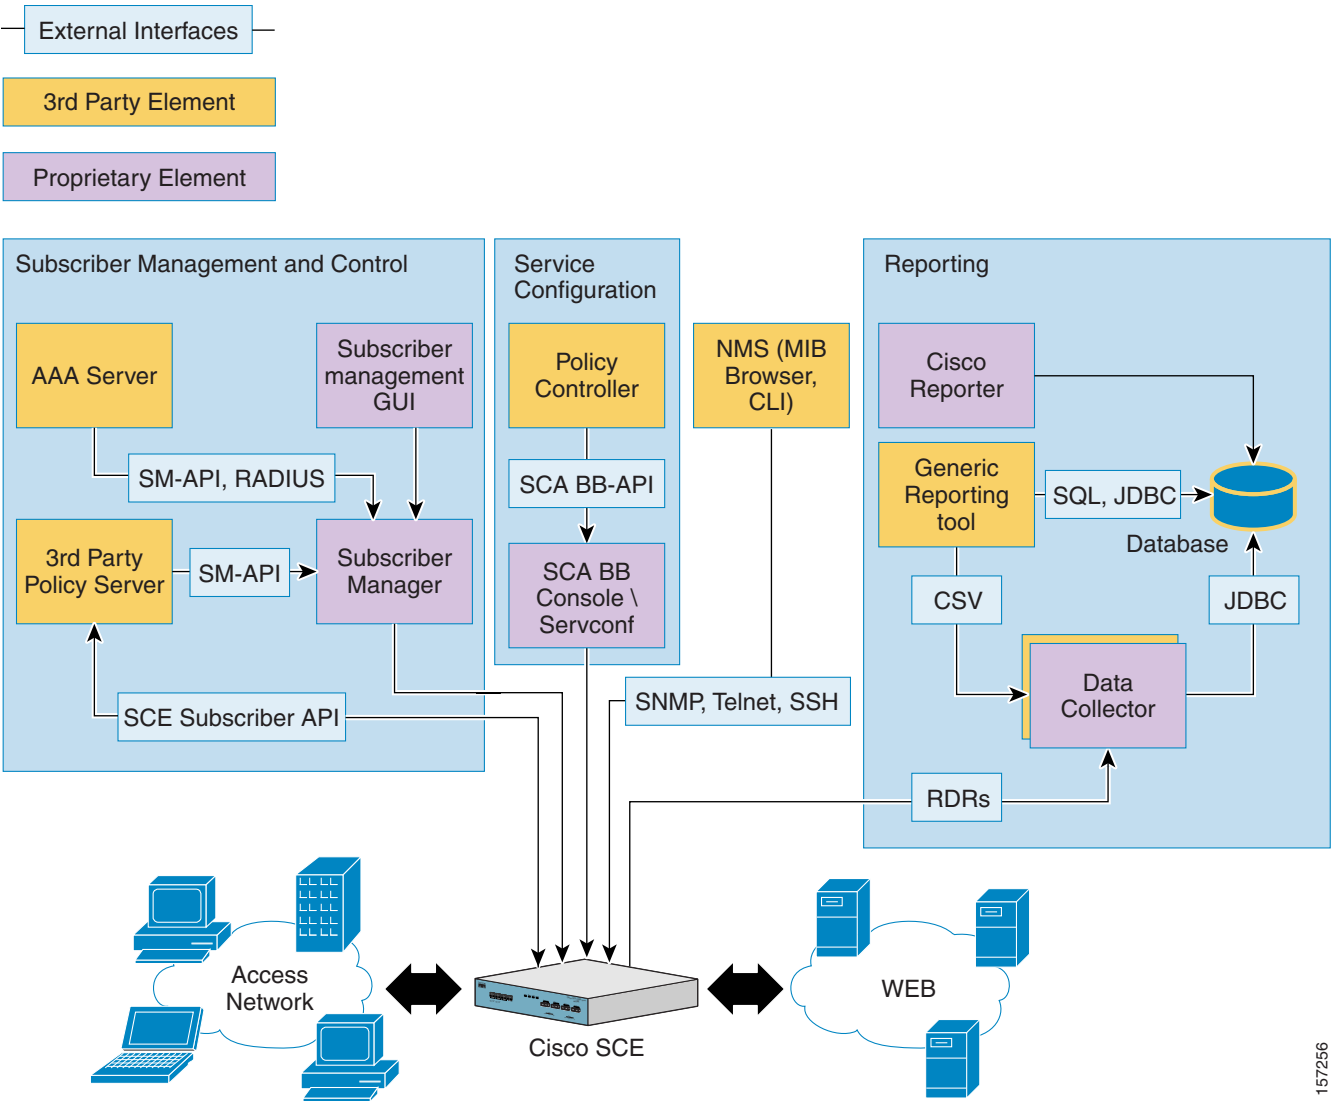 External Interfaces
3rd Party Element
Proprietary Element
Subscriber Management and Control
AAA Server
Subscriber
management
GUI
SM-API, RADIUS
3rd Party
Policy Server
SM-API
Subscriber
Manager
SCE Subscriber API
Service
Configuration
Policy
Controller
SCA BB-API
SCA BB
Console \
Servconf
NMS (MIB
Browser,
CLI)
SNMP, Telnet, SSH
Reporting
Cisco
Reporter
Generic
Reporting
tool
SQL, JDBC
Database
CSV
JDBC
Data
Collector
RDRs
Access
Network
Cisco SCE
WEB
157256